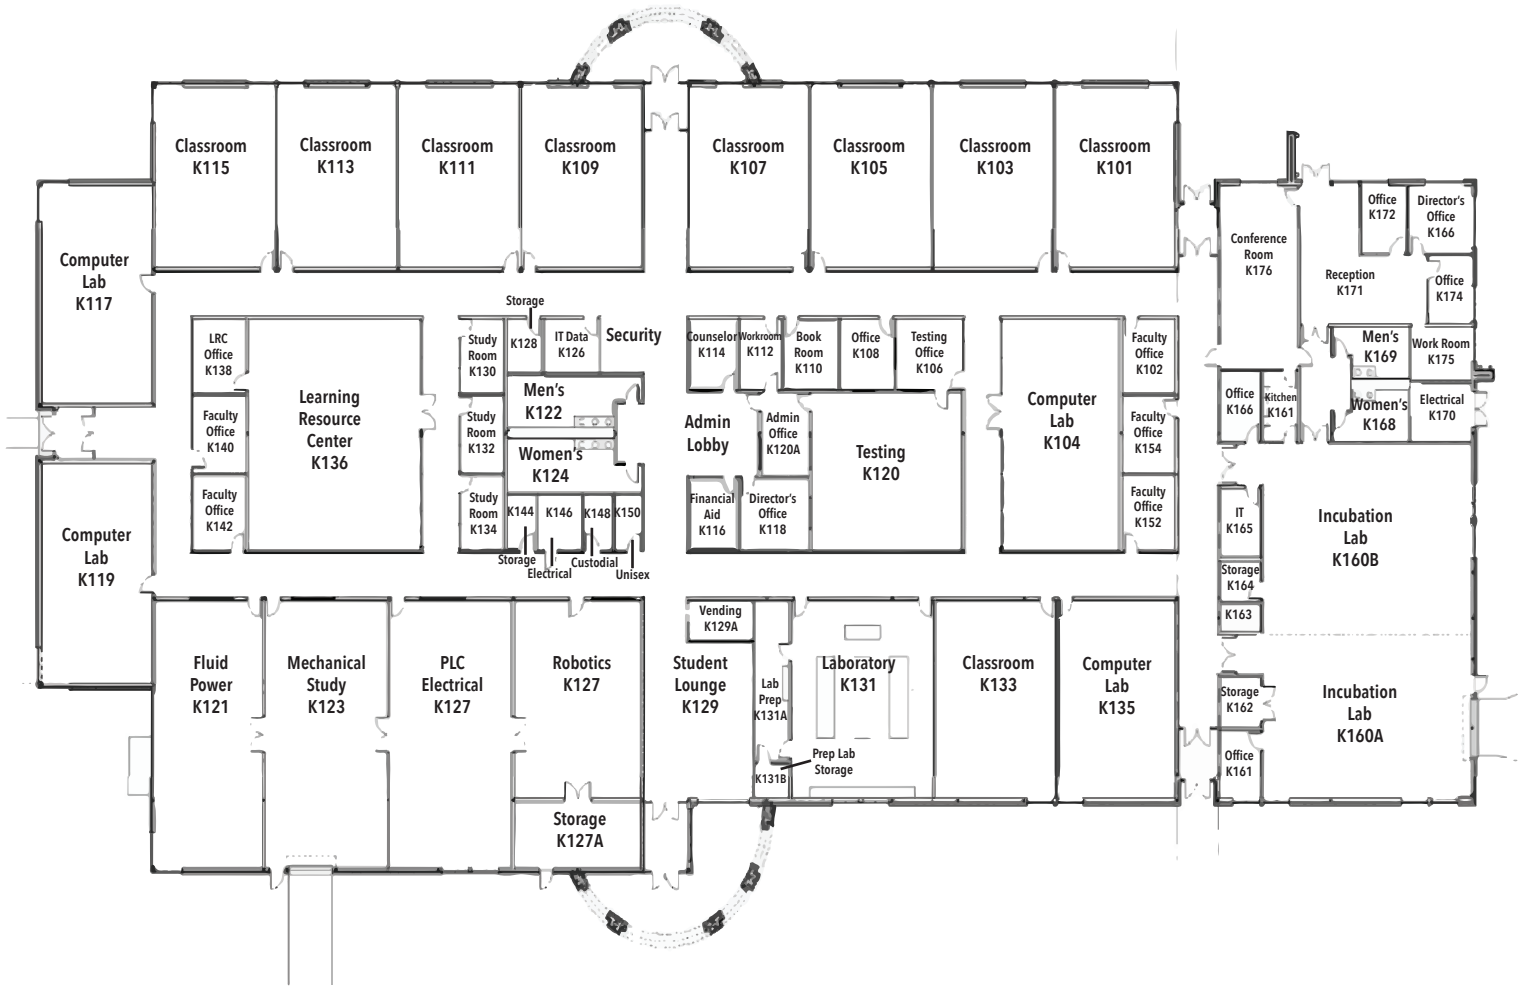 Classroom
K115
Classroom
K113
Classroom
K111
Classroom
K109
Classroom
K107
Classroom
K105
Classroom
K103
Classroom
K101
Computer
Lab
K117
Conference
Room
K176
Office
K172
Director's
Office
K166
Reception
K171
Office
K174
LRC
Office
K138
Learning
Resource
Center
K136
Study
Room
K130
Storage
K128
IT Data
K126
Security
Counselor
K114
Workroom
K112
Book
Room
K110
Office
K108
Testing
Office
K106
Faculty
Office
K102
Men's
K169
Work Room
K175
Faculty
Office
K140
Study
Room
K132
Men's
K122
Women's
K124
Admin
Lobby
Admin
Office
K120A
Testing
K120
Computer
Lab
K104
Faculty
Office
K154
Office
K166
Kitchen
K161
Women's
K168
Electrical
K170
Computer
Lab
K119
Faculty
Office
K142
Study
Room
K134
K144
Storage
K146
Electrical
K148
Custodial
K150
Unisex
Financial
Aid
K116
Director's
Office
K118
Faculty
Office
K152
IT
K165
Incubation
Lab
K160B
Storage
K164
K163
Fluid
Power
K121
Mechanical
Study
K123
PLC
Electrical
K127
Robotics
K127
Vending
K129A
Student
Lounge
K129
Lab
Prep
K131A
Laboratory
K131
Classroom
K133
Computer
Lab
K135
Storage
K162
Incubation
Lab
K160A
Prep Lab
Storage
K131B
Office
K161
Storage
K127A